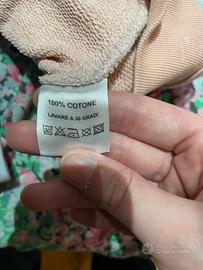 100% COTONE
LAVARE A 30 GRADI
Subito.it